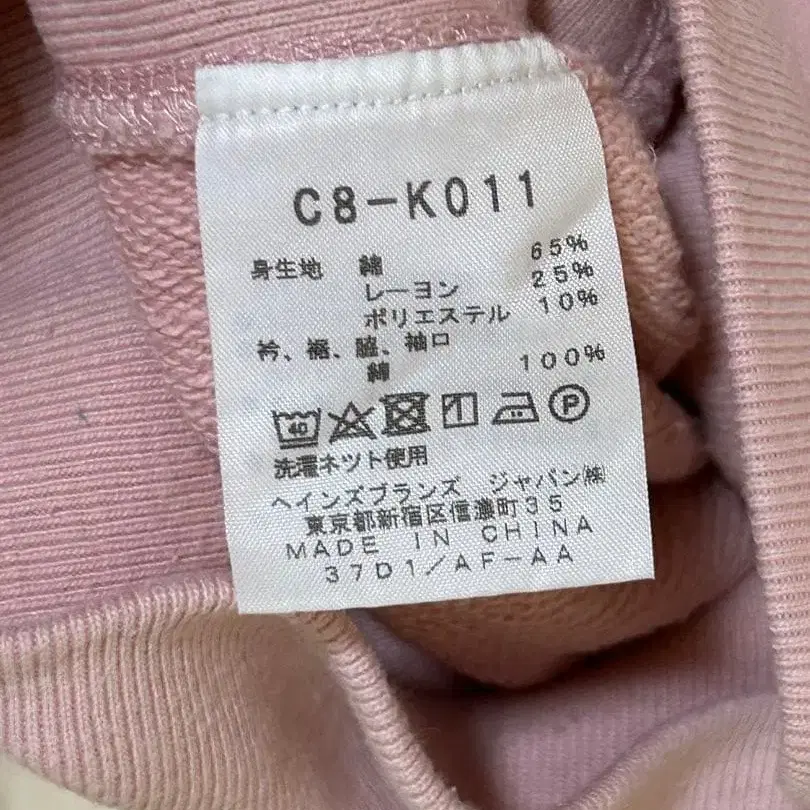 C8-K011
身生地 綿 65%
レーヨン 25%
ポリエステル 10%
衿、裾、脇、袖口
綿 100%
40 P
洗濯ネット使用
ヘインズブランズ ジャパン㈱
東京都新宿区信濃町35
MADE IN CHINA
37D1/AF-AA